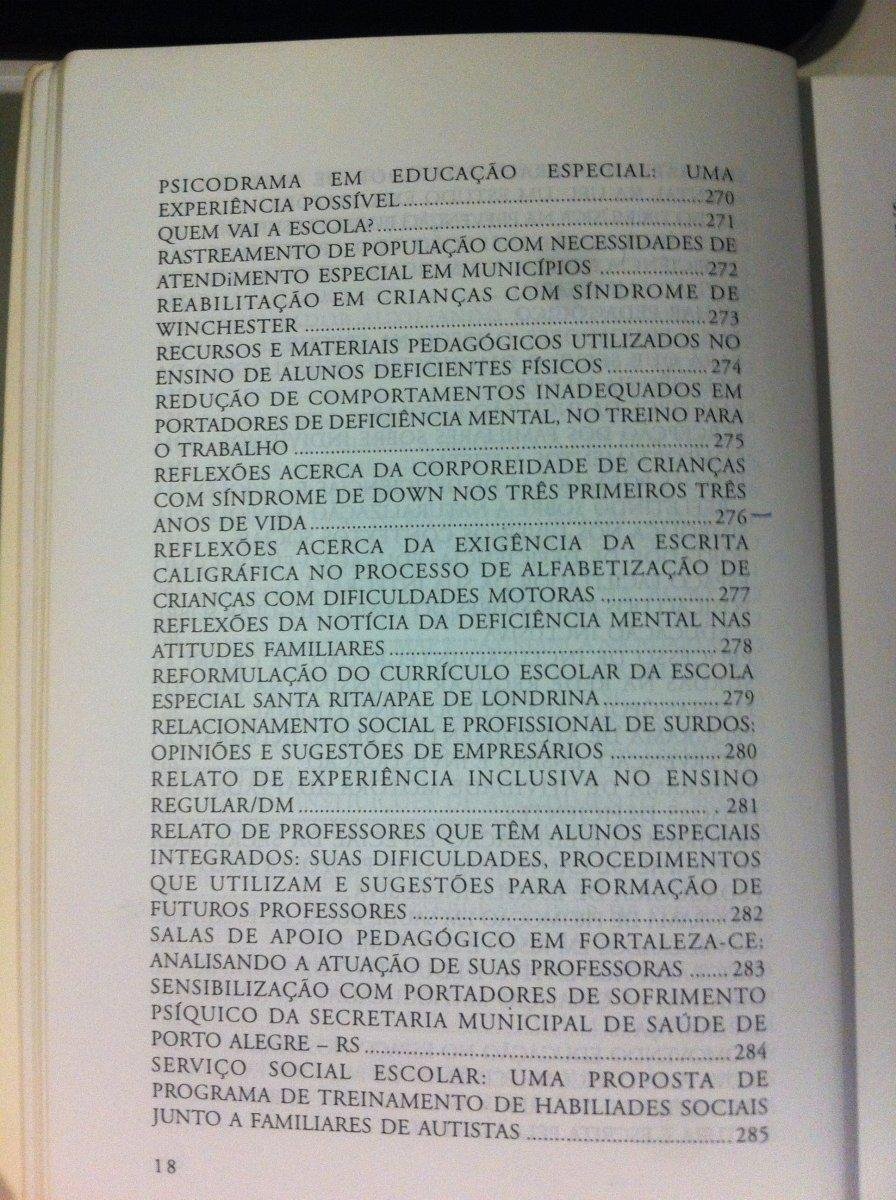 PSICODRAMA EM EDUCAÇÃO ESPECIAL: UMA
EXPERIÊNCIA POSSÍVEL ........ 270
QUEM VAI A ESCOLA? ........ 271
RASTREAMENTO DE POPULAÇÃO COM NECESSIDADES DE
ATENDiMENTO ESPECIAL EM MUNICÍPIOS ........ 272
REABILITAÇÃO EM CRIANÇAS COM SÍNDROME DE
WINCHESTER ........ 273
RECURSOS E MATERIAIS PEDAGÓGICOS UTILIZADOS NO
ENSINO DE ALUNOS DEFICIENTES FÍSICOS ........ 274
REDUÇÃO DE COMPORTAMENTOS INADEQUADOS EM
PORTADORES DE DEFICIÊNCIA MENTAL, NO TREINO PARA
O TRABALHO ........ 275
REFLEXÕES ACERCA DA CORPOREIDADE DE CRIANÇAS
COM SÍNDROME DE DOWN NOS TRÊS PRIMEIROS TRÊS
ANOS DE VIDA ........ 276
REFLEXÕES ACERCA DA EXIGÊNCIA DA ESCRITA
CALIGRÁFICA NO PROCESSO DE ALFABETIZAÇÃO DE
CRIANÇAS COM DIFICULDADES MOTORAS ........ 277
REFLEXÕES DA NOTÍCIA DA DEFICIÊNCIA MENTAL NAS
ATITUDES FAMILIARES ........ 278
REFORMULAÇÃO DO CURRÍCULO ESCOLAR DA ESCOLA
ESPECIAL SANTA RITA/APAE DE LONDRINA ........ 279
RELACIONAMENTO SOCIAL E PROFISSIONAL DE SURDOS:
OPINIÕES E SUGESTÕES DE EMPRESÁRIOS ........ 280
RELATO DE EXPERIÊNCIA INCLUSIVA NO ENSINO
REGULAR/DM ........ 281
RELATO DE PROFESSORES QUE TÊM ALUNOS ESPECIAIS
INTEGRADOS: SUAS DIFICULDADES, PROCEDIMENTOS
QUE UTILIZAM E SUGESTÕES PARA FORMAÇÃO DE
FUTUROS PROFESSORES ........ 282
SALAS DE APOIO PEDAGÓGICO EM FORTALEZA-CE:
ANALISANDO A ATUAÇÃO DE SUAS PROFESSORAS ....... 283
SENSIBILIZAÇÃO COM PORTADORES DE SOFRIMENTO
PSÍQUICO DA SECRETARIA MUNICIPAL DE SAÚDE DE
PORTO ALEGRE – RS ........ 284
SERVIÇO SOCIAL ESCOLAR: UMA PROPOSTA DE
PROGRAMA DE TREINAMENTO DE HABILIADES SOCIAIS
JUNTO A FAMILIARES DE AUTISTAS ........ 285
18